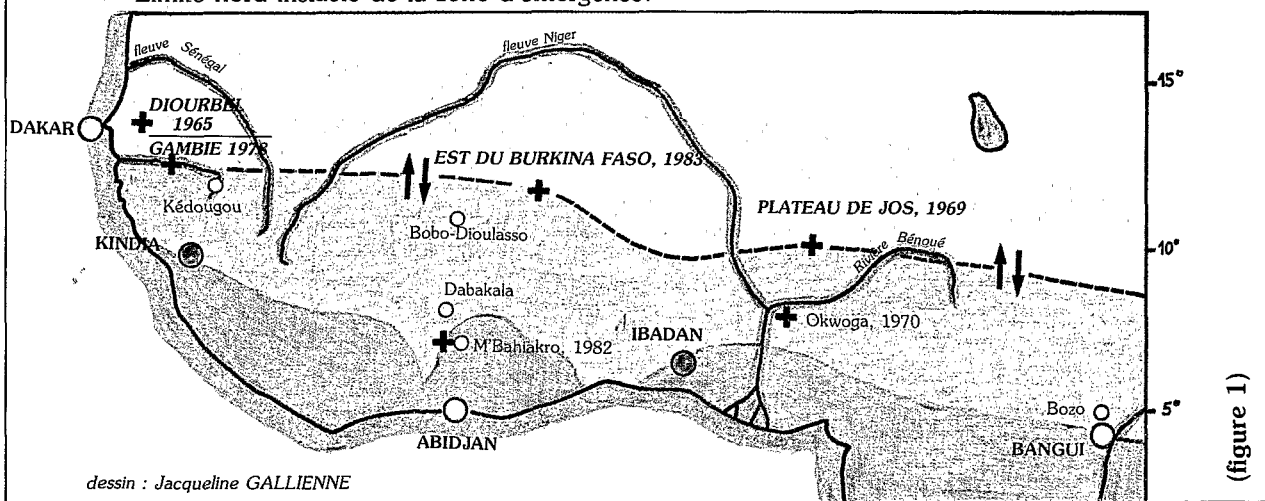 Limite nord instable de la zone d'émergence.
fleuve Sénégal
fleuve Niger
15°
DIOURBEL
1965
DAKAR
GAMBIE 1978
EST DU BURKINA FASO, 1983
Kédougou
PLATEAU DE JOS, 1969
Bobo-Dioulasso
KINDIA
Rivière Bénoué
10°
Dabakala
Okwoga, 1970
IBADAN
M'Bahiakro, 1982
Bozo
5°
ABIDJAN
BANGUI
(figure 1)
dessin : Jacqueline GALLIENNE